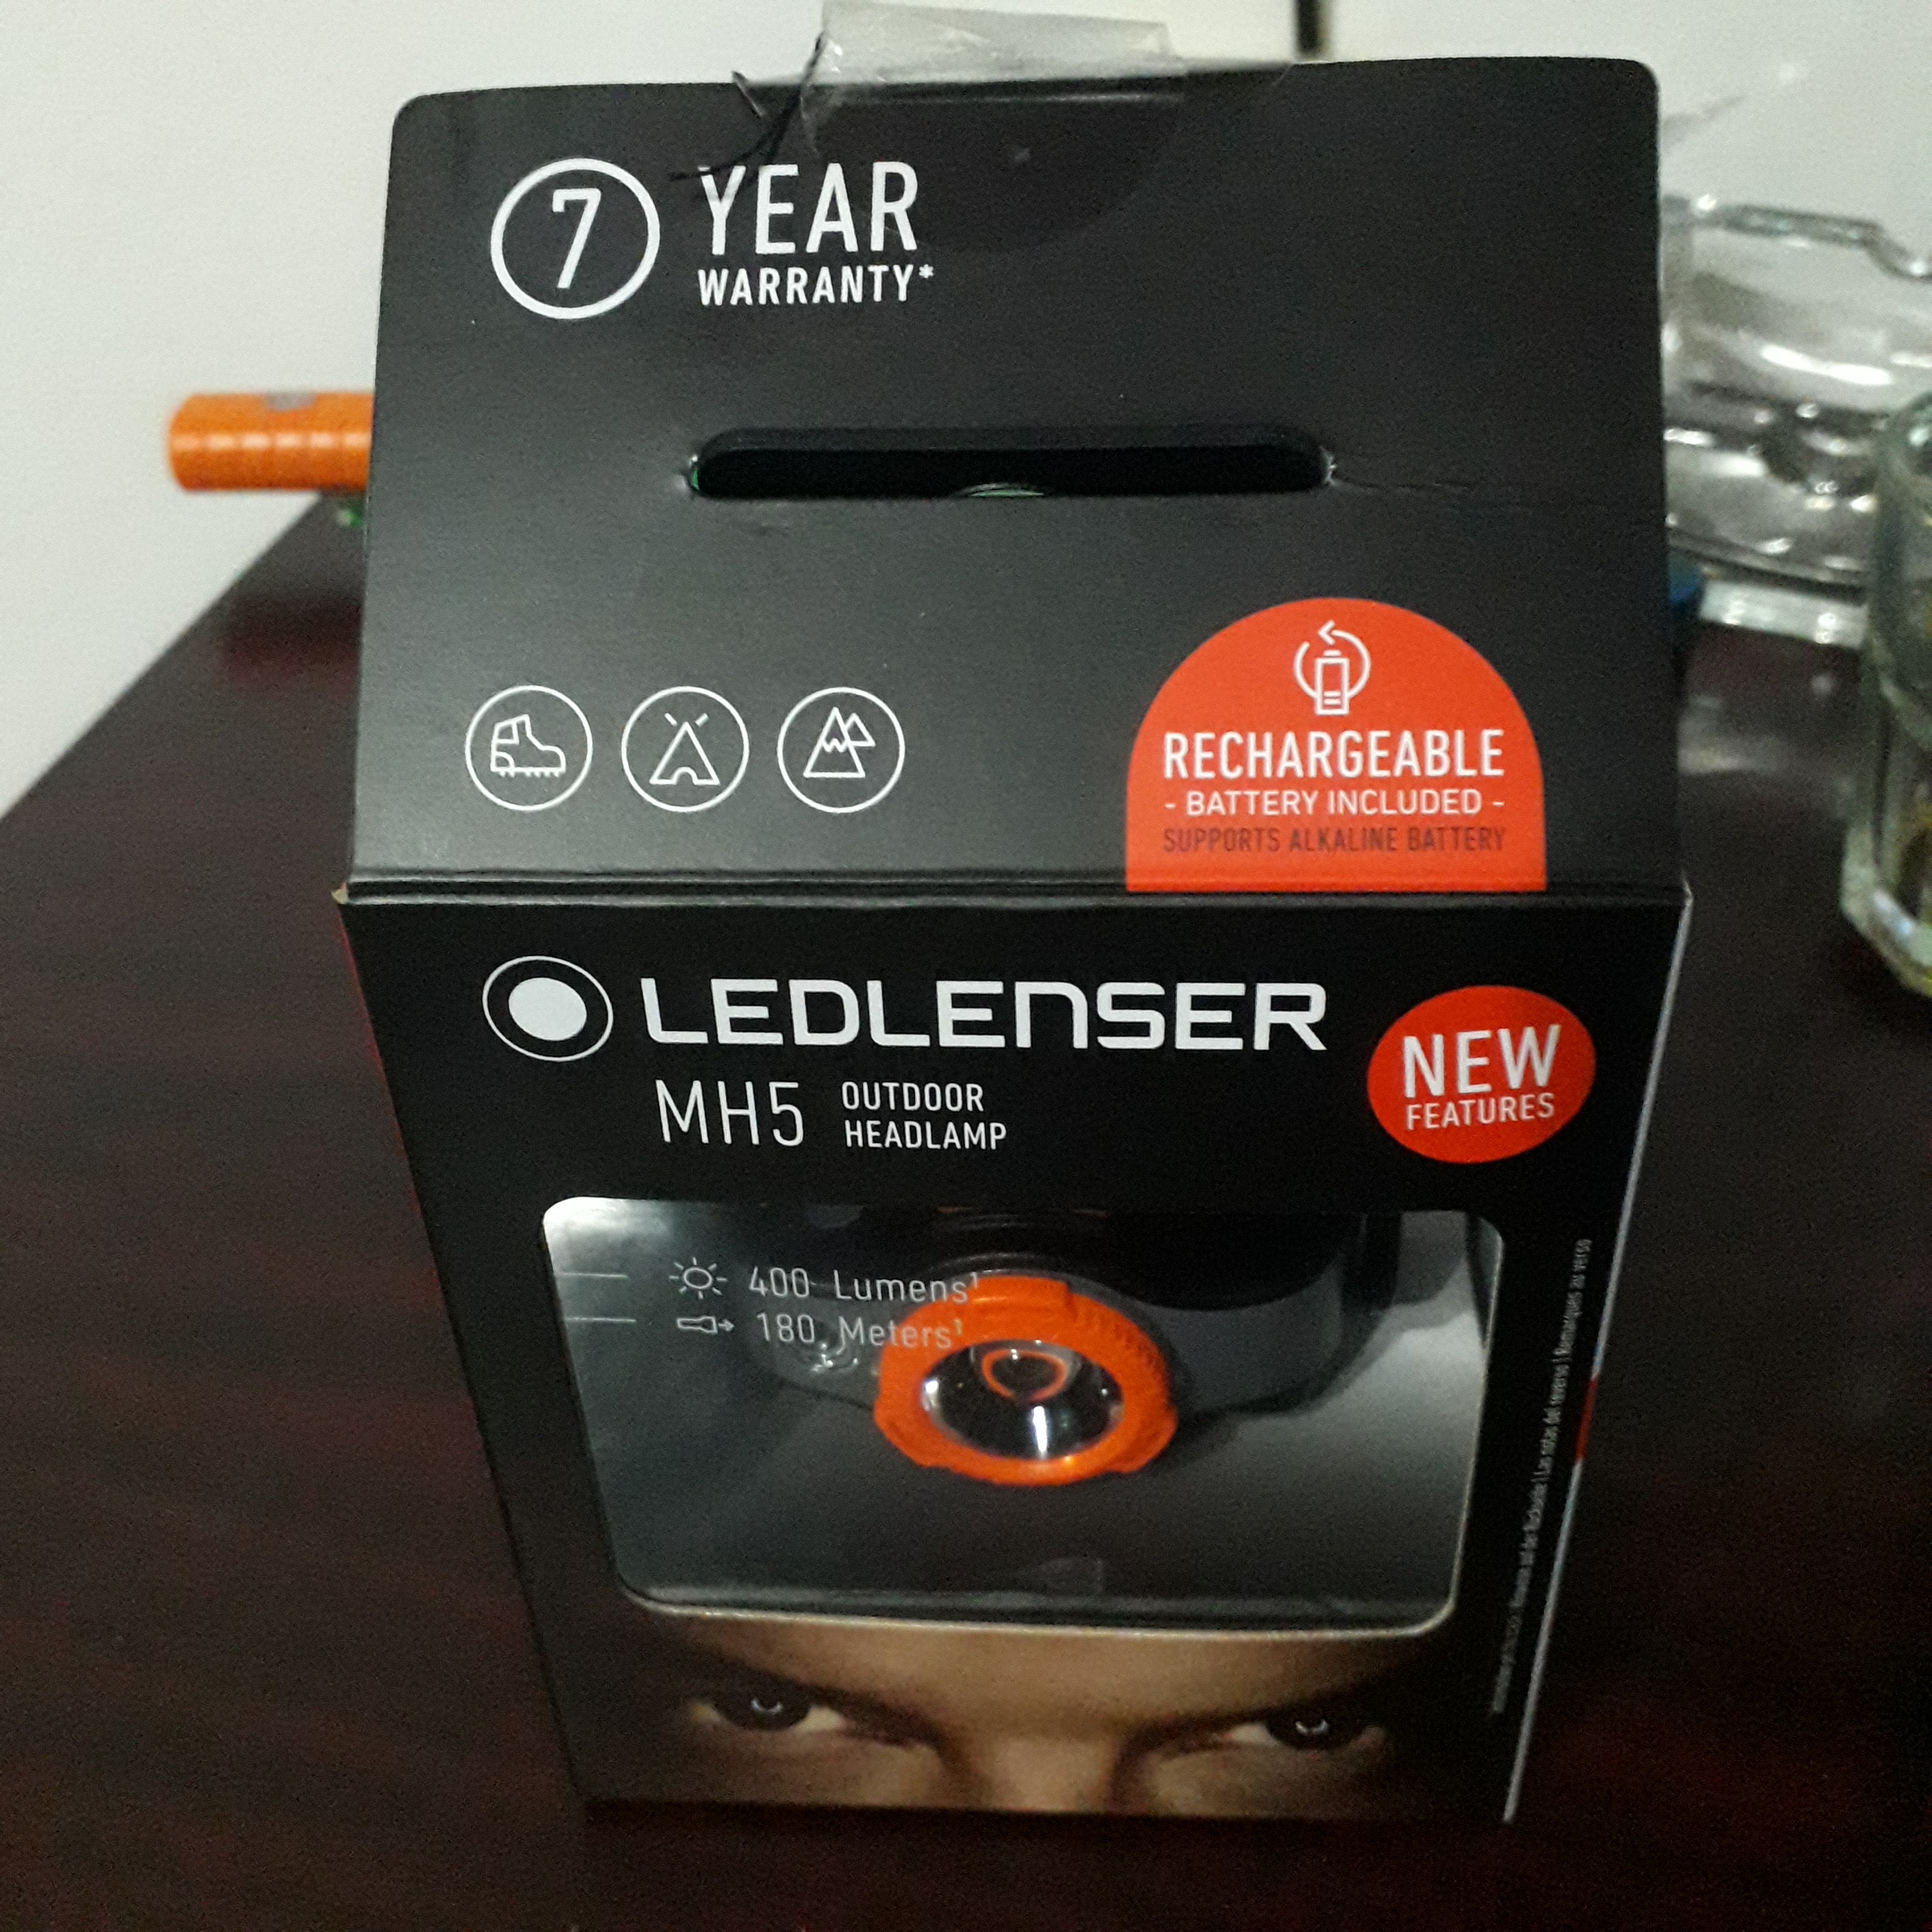 7 YEAR
WARRANTY*
RECHARGEABLE
- BATTERY INCLUDED -
SUPPORTS ALKALINE BATTERY
LEDLENSER
MH5 OUTDOOR
HEADLAMP
NEW
FEATURES
400 Lumens¹
180 Meters¹